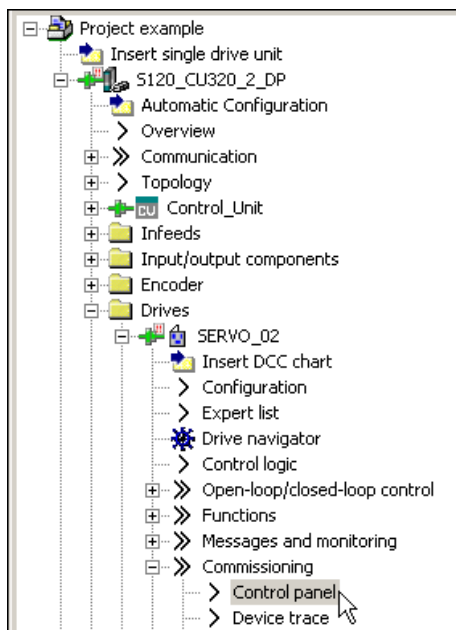 Project example
Insert single drive unit
S120_CU320_2_DP
Automatic Configuration
Overview
Communication
Topology
CU Control_Unit
Infeeds
Input/output components
Encoder
Drives
SERVO_02
Insert DCC chart
Configuration
Expert list
Drive navigator
Control logic
Open-loop/closed-loop control
Functions
Messages and monitoring
Commissioning
Control panel
Device trace